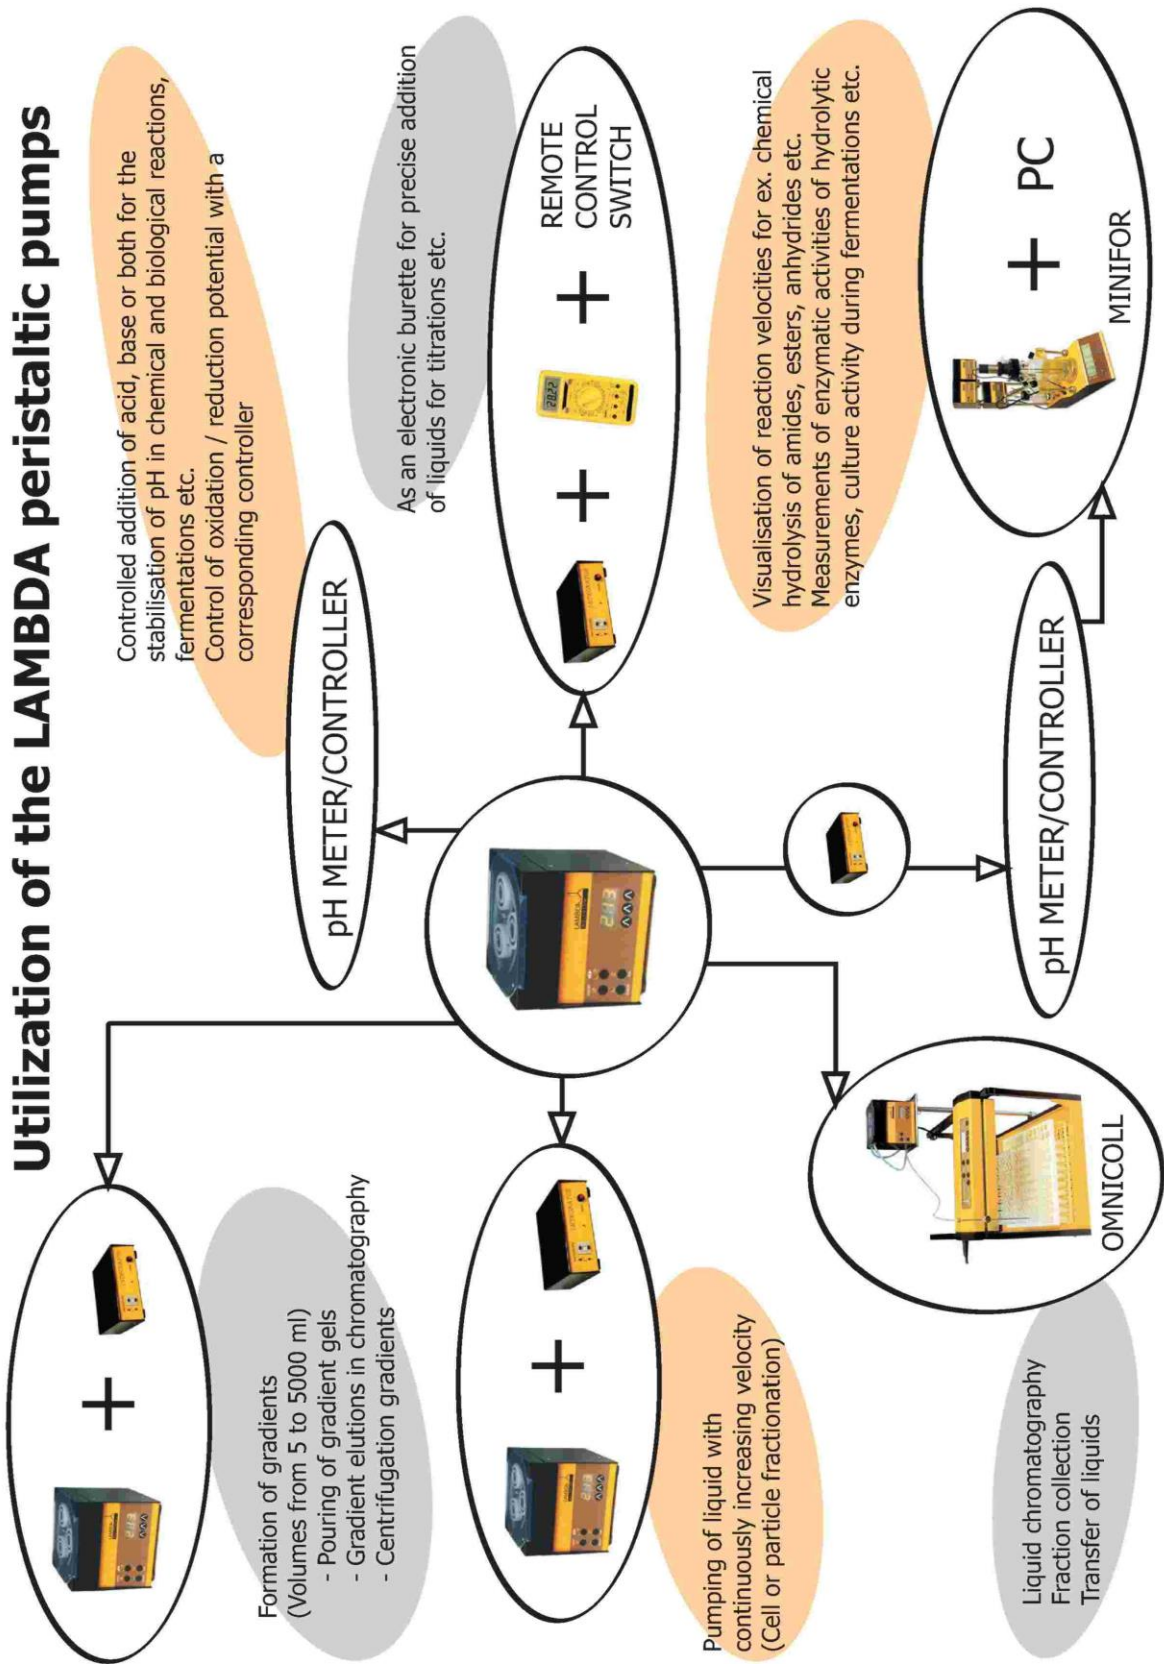 Utilization of the LAMBDA peristaltic pumps
Formation of gradients
(Volumes from 5 to 5000 ml)
- Pouring of gradient gels
- Gradient elutions in chromatography
- Centrifugation gradients
pH METER/CONTROLLER
Controlled addition of acid, base or both for the
stabilisation of pH in chemical and biological reactions,
fermentations etc.
Control of oxidation / reduction potential with a
corresponding controller
Pumping of liquid with
continuously increasing velocity
(Cell or particle fractionation)
LAMBDA
REMOTE
CONTROL
SWITCH
As an electronic burette for precise addition
of liquids for titrations etc.
OMNICOLL
Liquid chromatography
Fraction collection
Transfer of liquids
pH METER/CONTROLLER
+ PC
MINIFOR
Visualisation of reaction velocities for ex. chemical
hydrolysis of amides, esters, anhydrides etc.
Measurements of enzymatic activities of hydrolytic
enzymes, culture activity during fermentations etc.